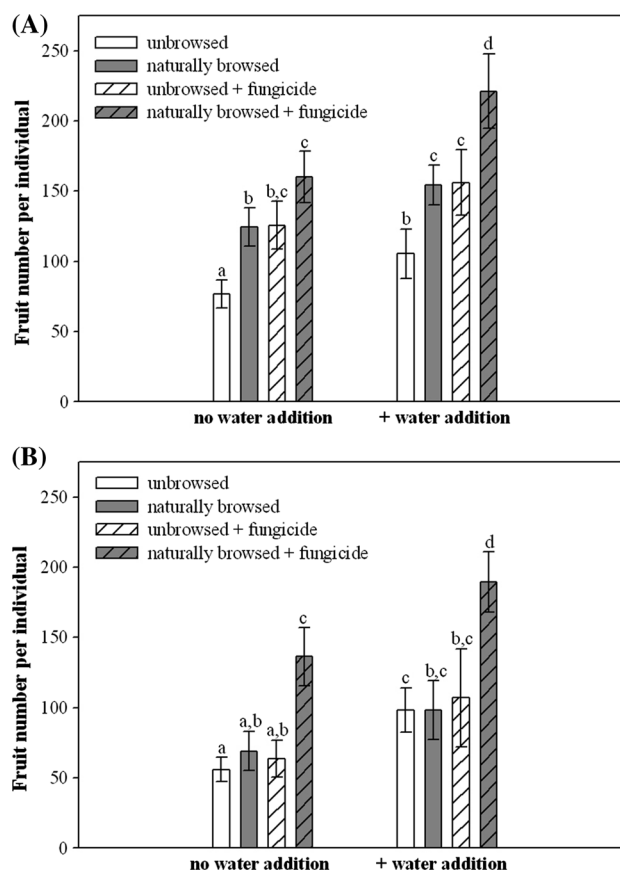 (A)
Fruit number per individual
250
200
150
100
50
0
unbrowsed
naturally browsed
unbrowsed + fungicide
naturally browsed + fungicide
a
b
b,c
c
b
c
c
d
no water addition
+ water addition
(B)
Fruit number per individual
250
200
150
100
50
0
unbrowsed
naturally browsed
unbrowsed + fungicide
naturally browsed + fungicide
a
a,b
a,b
c
c
b,c
b,c
d
no water addition
+ water addition